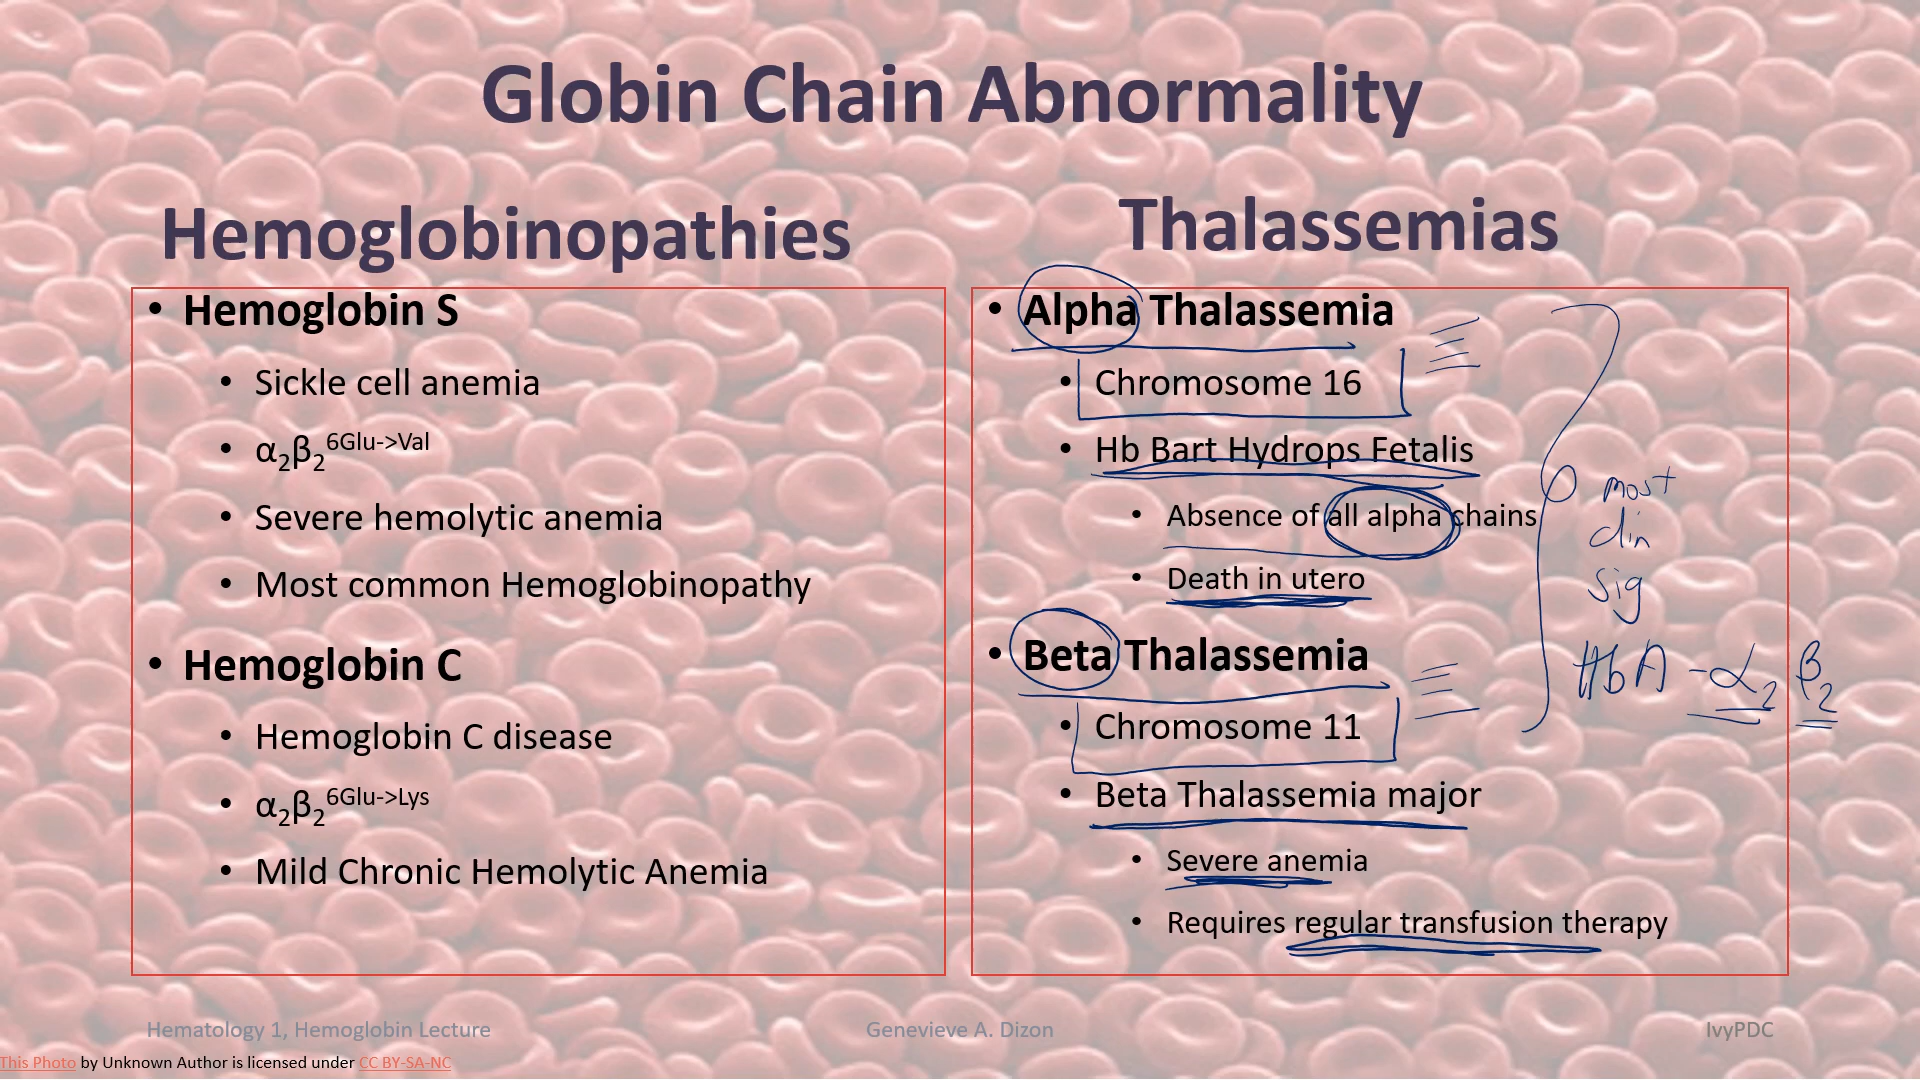 Globin Chain Abnormality
Hemoglobinopathies
• Hemoglobin S
• Sickle cell anemia
• α₂β₂⁶ᴳˡᵘ⁻>ⱽᵃˡ
• Severe hemolytic anemia
• Most common Hemoglobinopathy
• Hemoglobin C
• Hemoglobin C disease
• α₂β₂⁶ᴳˡᵘ⁻>ᴸʸˢ
• Mild Chronic Hemolytic Anemia
Thalassemias
• Alpha Thalassemia
• Chromosome 16
• Hb Bart Hydrops Fetalis
• Absence of all alpha chains
• Death in utero
• Beta Thalassemia
• Chromosome 11
• Beta Thalassemia major
• Severe anemia
• Requires regular transfusion therapy
most
clin
sig
HbA - α₂ β₂
Hematology 1, Hemoglobin Lecture
Genevieve A. Dizon
IvyPDC
This Photo by Unknown Author is licensed under CC BY-SA-NC